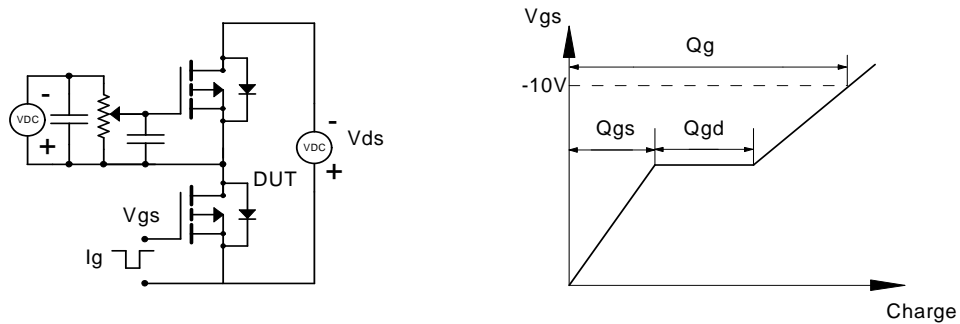 -
VDC
+
-
Vds
VDC
+
DUT
Vgs
Ig
Vgs
Qg
-10V
Qgs
Qgd
Charge